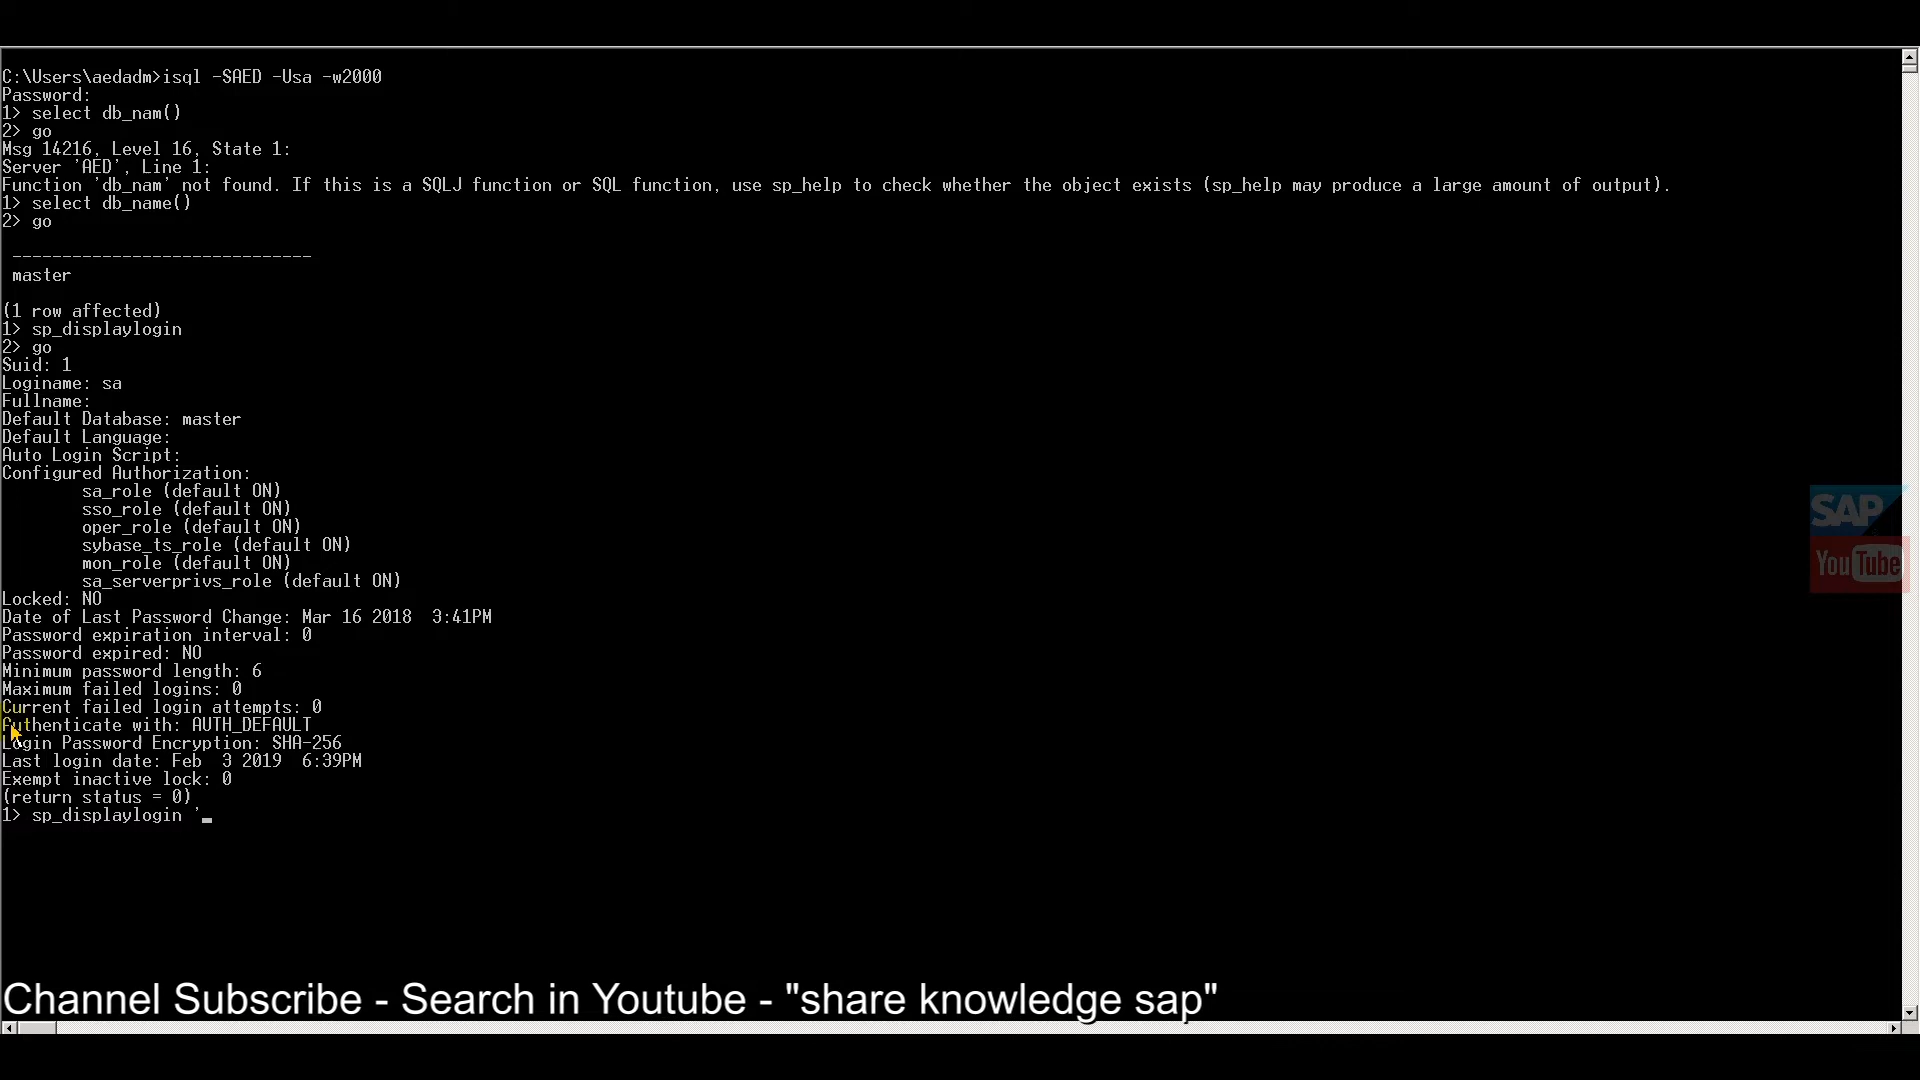 C:\Users\aedadm>isql -SAED -Usa -w2000
Password:
1> select db_nam()
2> go
Msg 14216, Level 16, State 1:
Server 'AED', Line 1:
Function 'db_nam' not found. If this is a SQLJ function or SQL function, use sp_help to check whether the object exists (sp_help may produce a large amount of output).
1> select db_name()
2> go
------------------------------
master
(1 row affected)
1> sp_displaylogin
2> go
Suid: 1
Loginame: sa
Fullname:
Default Database: master
Default Language:
Auto Login Script:
Configured Authorization:
sa_role (default ON)
sso_role (default ON)
oper_role (default ON)
sybase_ts_role (default ON)
mon_role (default ON)
sa_serverprivs_role (default ON)
Locked: NO
Date of Last Password Change: Mar 16 2018  3:41PM
Password expiration interval: 0
Password expired: NO
Minimum password length: 6
Maximum failed logins: 0
Current failed login attempts: 0
Authenticate with: AUTH_DEFAULT
Login Password Encryption: SHA-256
Last login date: Feb  3 2019  6:39PM
Exempt inactive lock: 0
(return status = 0)
1> sp_displaylogin '_
SAP
YouTube
Channel Subscribe - Search in Youtube - "share knowledge sap"